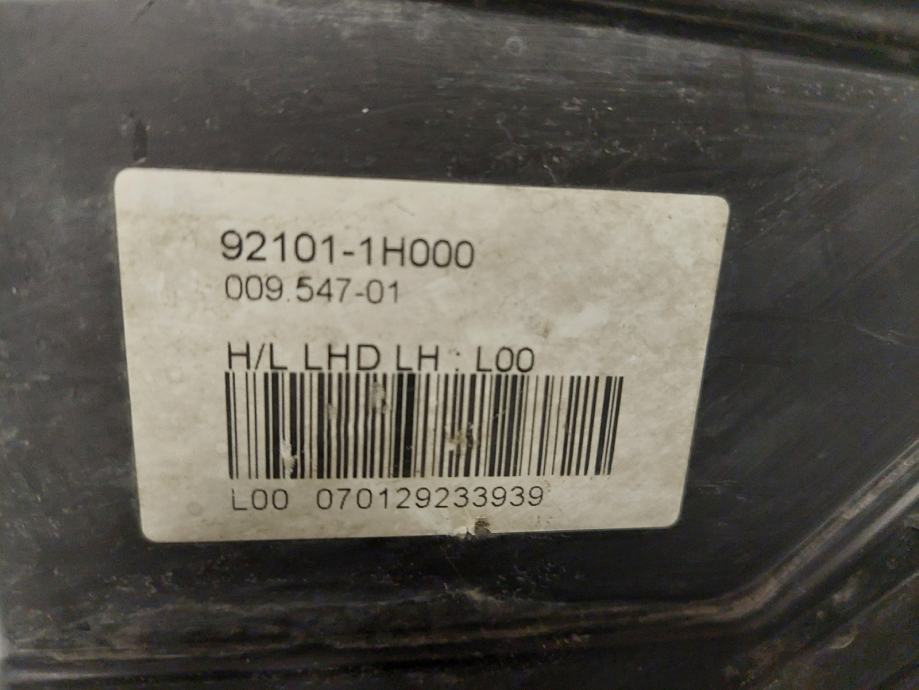 92101-1H000
009.547-01
H/L LHD LH : L00
L00 070129233939